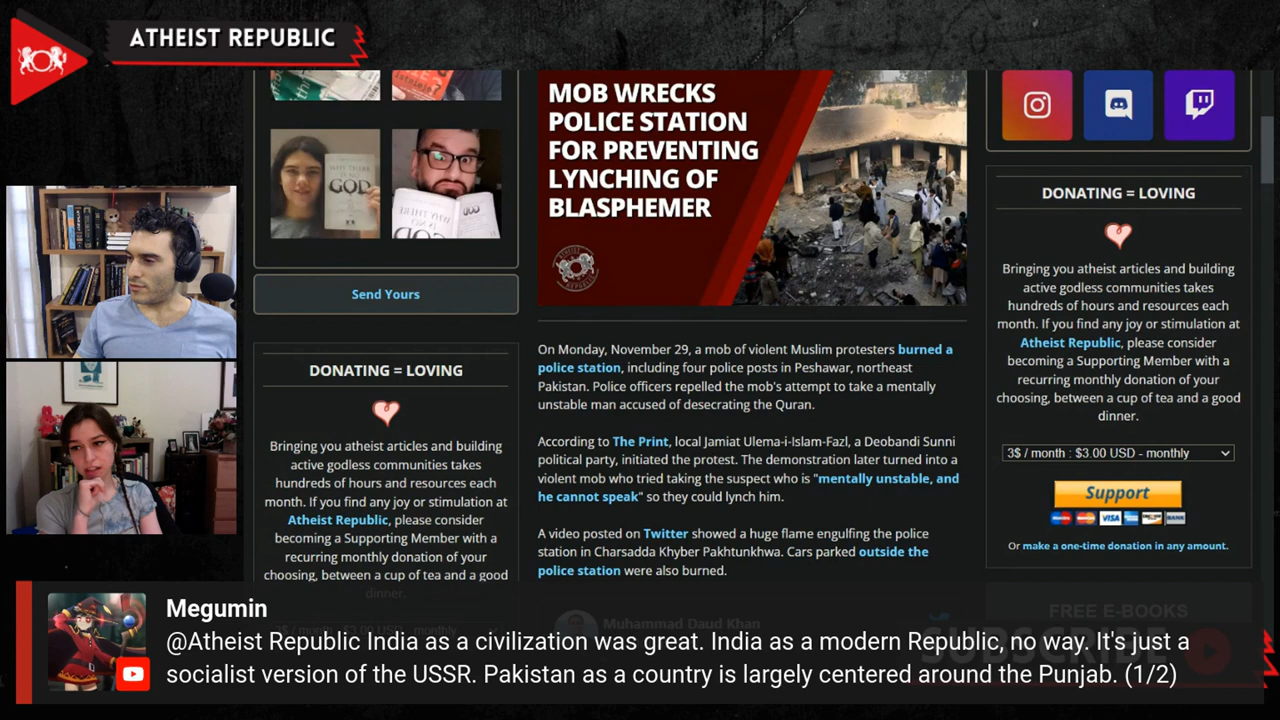 ATHEIST REPUBLIC
GOD
GOD
Send Yours
DONATING = LOVING
Bringing you atheist articles and building
active godless communities takes
hundreds of hours and resources each
month. If you find any joy or stimulation at
Atheist Republic, please consider
becoming a Supporting Member with a
recurring monthly donation of your
choosing, between a cup of tea and a good
dinner.
MOB WRECKS
POLICE STATION
FOR PREVENTING
LYNCHING OF
BLASPHEMER
On Monday, November 29, a mob of violent Muslim protesters burned a
police station, including four police posts in Peshawar, northeast
Pakistan. Police officers repelled the mob's attempt to take a mentally
unstable man accused of desecrating the Quran.
According to The Print, local Jamiat Ulema-i-Islam-Fazl, a Deobandi Sunni
political party, initiated the protest. The demonstration later turned into a
violent mob who tried taking the suspect who is "mentally unstable, and
he cannot speak" so they could lynch him.
A video posted on Twitter showed a huge flame engulfing the police
station in Charsadda Khyber Pakhtunkhwa. Cars parked outside the
police station were also burned.
Muhammad Daud Khan
DONATING = LOVING
Bringing you atheist articles and building
active godless communities takes
hundreds of hours and resources each
month. If you find any joy or stimulation at
Atheist Republic, please consider
becoming a Supporting Member with a
recurring monthly donation of your
choosing, between a cup of tea and a good
dinner.
3$ / month : $3.00 USD - monthly
Support
VISA
BANK
Or make a one-time donation in any amount.
FREE E-BOOKS
SUBSCRIBE
Megumin
@Atheist Republic India as a civilization was great. India as a modern Republic, no way. It's just a
socialist version of the USSR. Pakistan as a country is largely centered around the Punjab. (1/2)